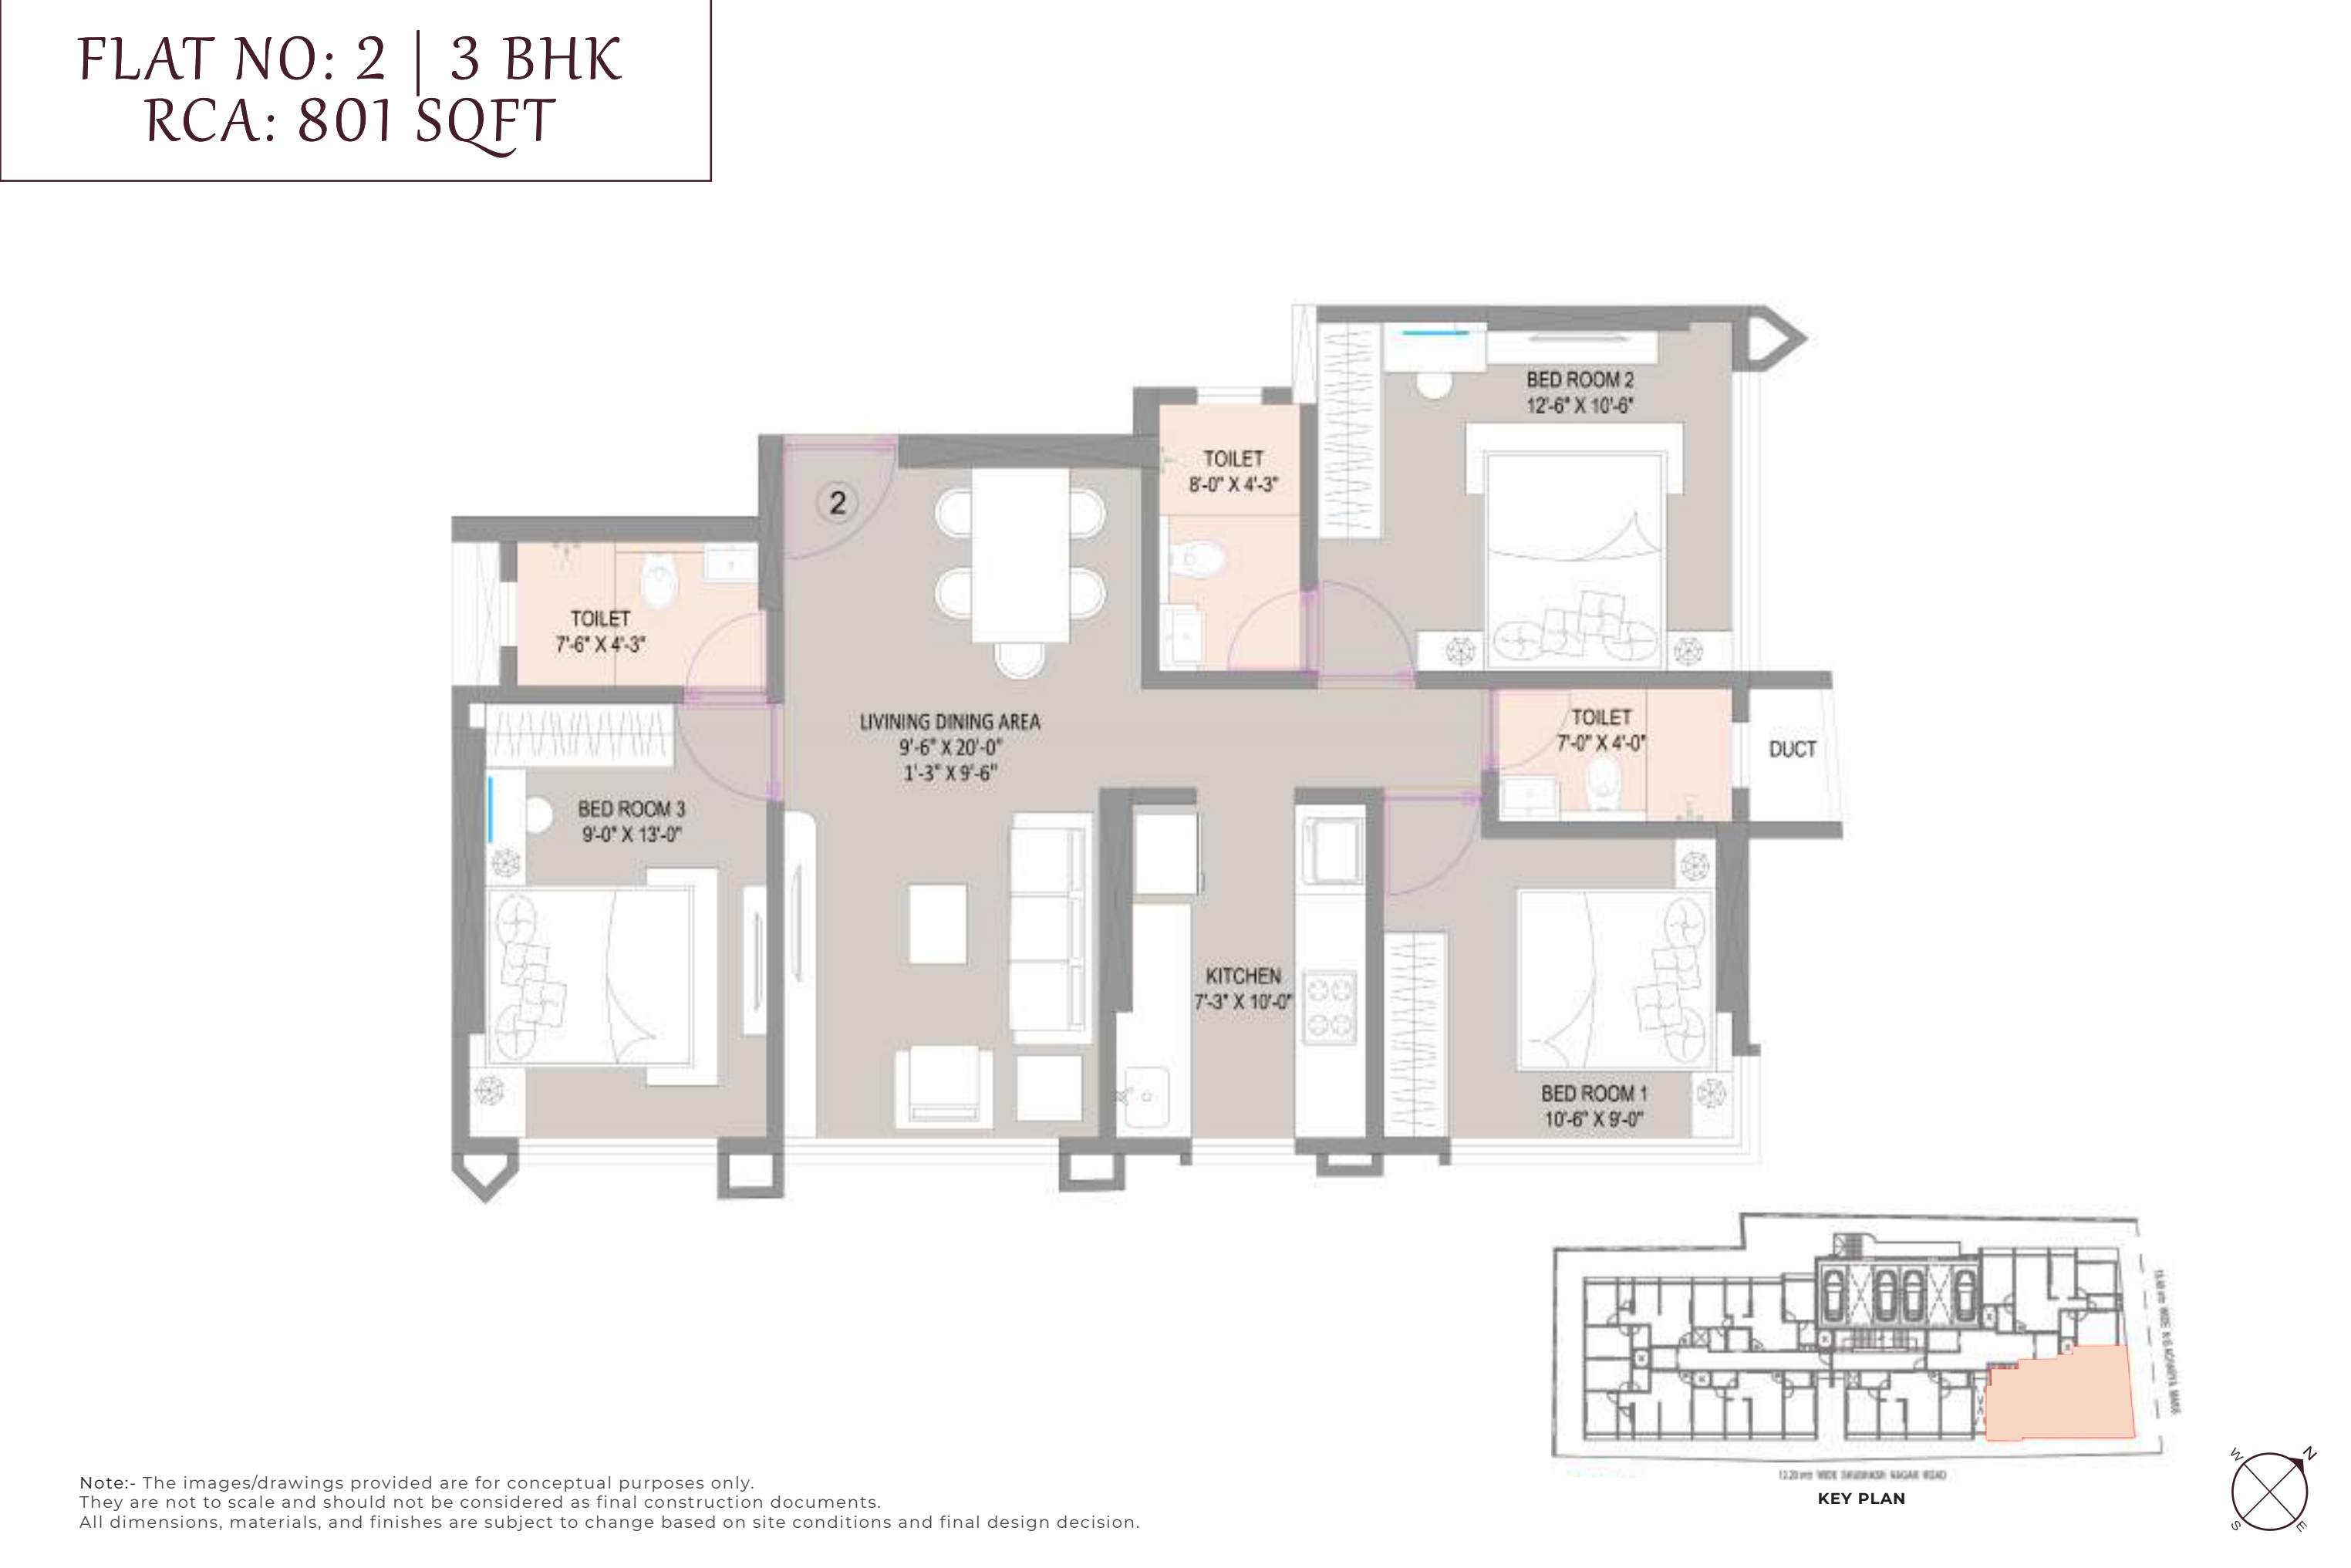 FLAT NO: 2 | 3 BHK
RCA: 801 SQFT
BED ROOM 2
12'-6" X 10'-6"
TOILET
8'-0" X 4'-3"
2
TOILET
7'-6" X 4'-3"
LIVINING DINING AREA
9'-6" X 20'-0"
1'-3" X 9'-6"
TOILET
7'-0" X 4'-0"
DUCT
BED ROOM 3
9'-0" X 13'-0"
KITCHEN
7'-3" X 10'-0"
BED ROOM 1
10'-6" X 9'-0"
WIDE SHUBHASH NAGAR ROAD
KEY PLAN
W
N
S
E
Note:- The images/drawings provided are for conceptual purposes only.
They are not to scale and should not be considered as final construction documents.
All dimensions, materials, and finishes are subject to change based on site conditions and final design decision.